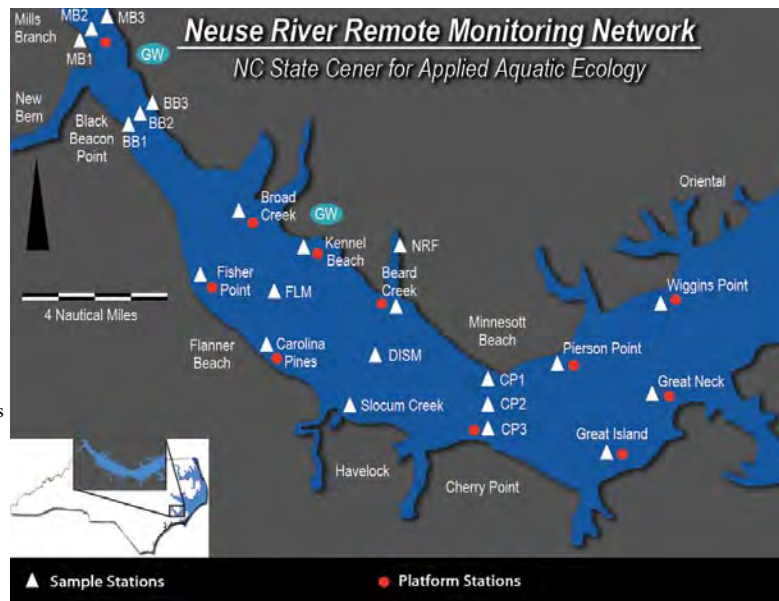 Neuse River Remote Monitoring Network
NC State Cener for Applied Aquatic Ecology
Mills
Branch
MB2
MB3
MB1
GW
New
Bern
Black
Beacon
Point
BB3
BB2
BB1
Broad
Creek
GW
Kennel
Beach
NRF
Beard
Creek
Oriental
Fisher
Point
FLM
Wiggins Point
4 Nautical Miles
Flanner
Beach
Carolina
Pines
DISM
Minnesott
Beach
Pierson Point
CP1
Slocum Creek
CP2
Great Neck
s
CP3
Great Island
Havelock
Cherry Point
Sample Stations
Platform Stations